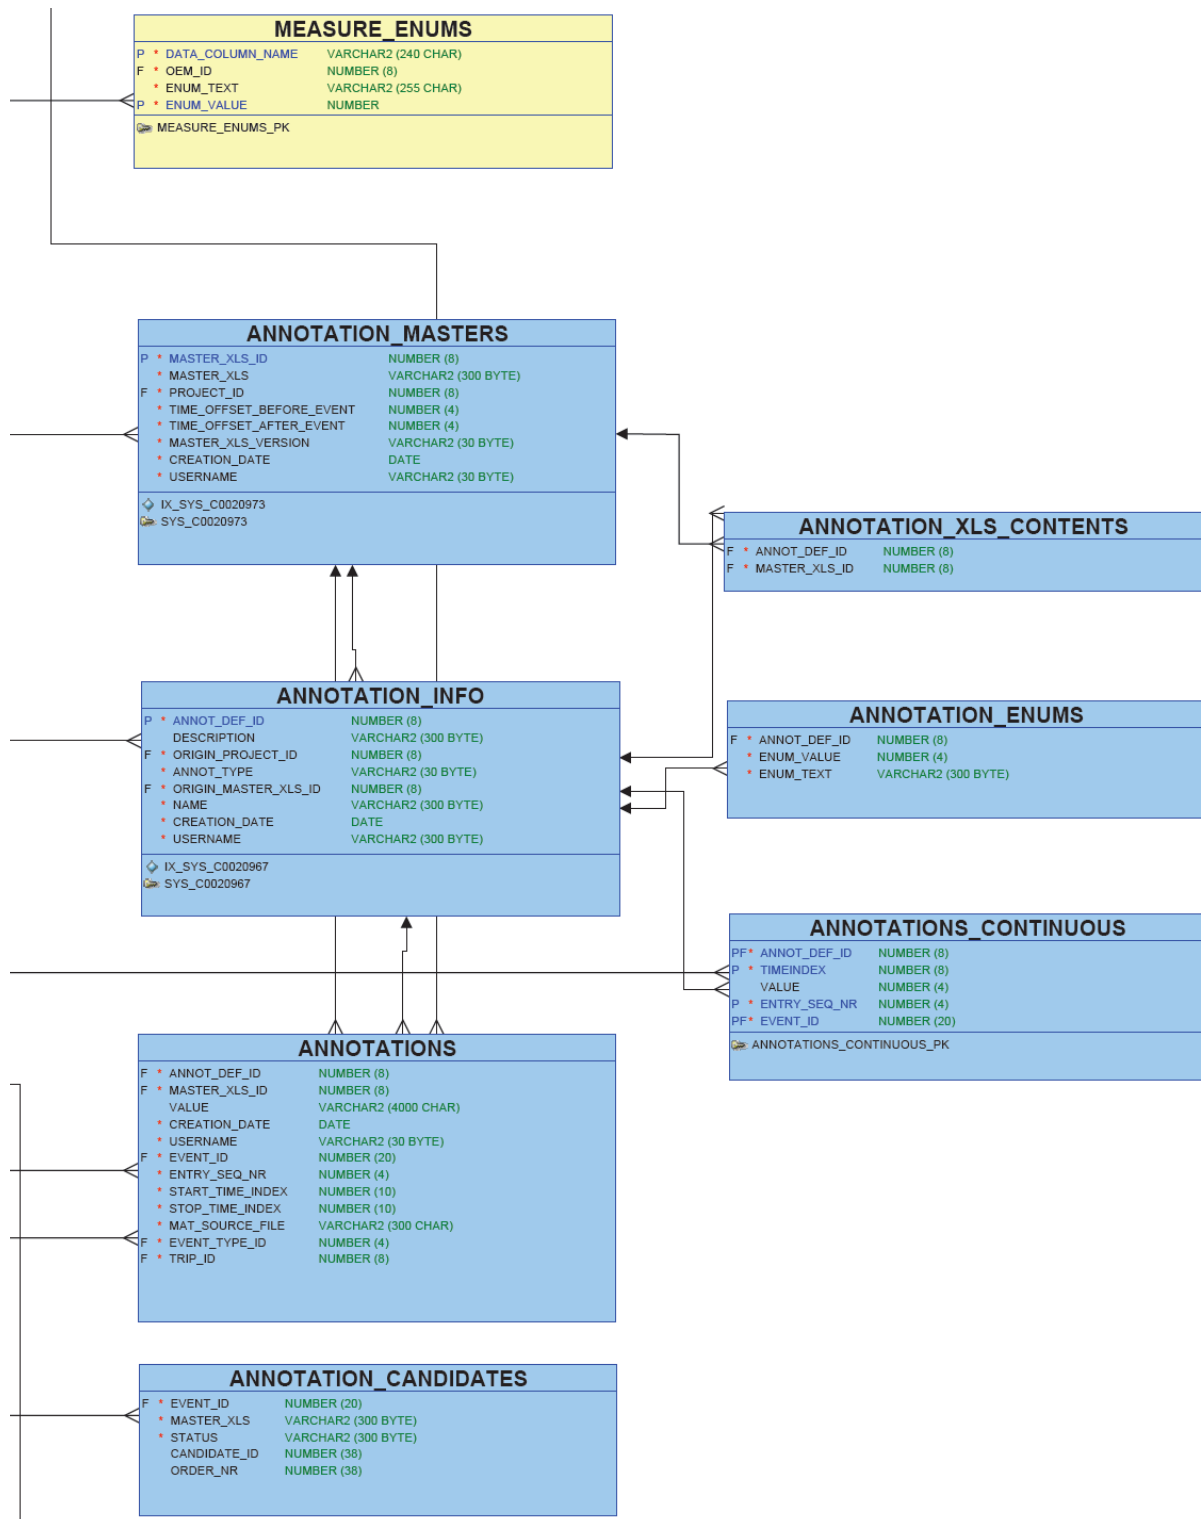 MEASURE_ENUMS
P * DATA_COLUMN_NAME VARCHAR2 (240 CHAR)
F * OEM_ID NUMBER (8)
* ENUM_TEXT VARCHAR2 (255 CHAR)
P * ENUM_VALUE NUMBER
MEASURE_ENUMS_PK
ANNOTATION_MASTERS
P * MASTER_XLS_ID NUMBER (8)
* MASTER_XLS VARCHAR2 (300 BYTE)
F * PROJECT_ID NUMBER (8)
* TIME_OFFSET_BEFORE_EVENT NUMBER (4)
* TIME_OFFSET_AFTER_EVENT NUMBER (4)
* MASTER_XLS_VERSION VARCHAR2 (30 BYTE)
* CREATION_DATE DATE
* USERNAME VARCHAR2 (30 BYTE)
IX_SYS_C0020973
SYS_C0020973
ANNOTATION_XLS_CONTENTS
F * ANNOT_DEF_ID NUMBER (8)
F * MASTER_XLS_ID NUMBER (8)
ANNOTATION_INFO
P * ANNOT_DEF_ID NUMBER (8)
DESCRIPTION VARCHAR2 (300 BYTE)
F * ORIGIN_PROJECT_ID NUMBER (8)
* ANNOT_TYPE VARCHAR2 (30 BYTE)
F * ORIGIN_MASTER_XLS_ID NUMBER (8)
* NAME VARCHAR2 (300 BYTE)
* CREATION_DATE DATE
* USERNAME VARCHAR2 (300 BYTE)
IX_SYS_C0020967
SYS_C0020967
ANNOTATION_ENUMS
F * ANNOT_DEF_ID NUMBER (8)
* ENUM_VALUE NUMBER (4)
* ENUM_TEXT VARCHAR2 (300 BYTE)
ANNOTATIONS_CONTINUOUS
PF* ANNOT_DEF_ID NUMBER (8)
P * TIMEINDEX NUMBER (8)
VALUE NUMBER (4)
P * ENTRY_SEQ_NR NUMBER (4)
PF* EVENT_ID NUMBER (20)
ANNOTATIONS_CONTINUOUS_PK
ANNOTATIONS
F * ANNOT_DEF_ID NUMBER (8)
F * MASTER_XLS_ID NUMBER (8)
VALUE VARCHAR2 (4000 CHAR)
* CREATION_DATE DATE
* USERNAME VARCHAR2 (30 BYTE)
F * EVENT_ID NUMBER (20)
* ENTRY_SEQ_NR NUMBER (4)
* START_TIME_INDEX NUMBER (10)
* STOP_TIME_INDEX NUMBER (10)
* MAT_SOURCE_FILE VARCHAR2 (300 CHAR)
F * EVENT_TYPE_ID NUMBER (4)
F * TRIP_ID NUMBER (8)
ANNOTATION_CANDIDATES
F * EVENT_ID NUMBER (20)
* MASTER_XLS VARCHAR2 (300 BYTE)
* STATUS VARCHAR2 (300 BYTE)
CANDIDATE_ID NUMBER (38)
ORDER_NR NUMBER (38)